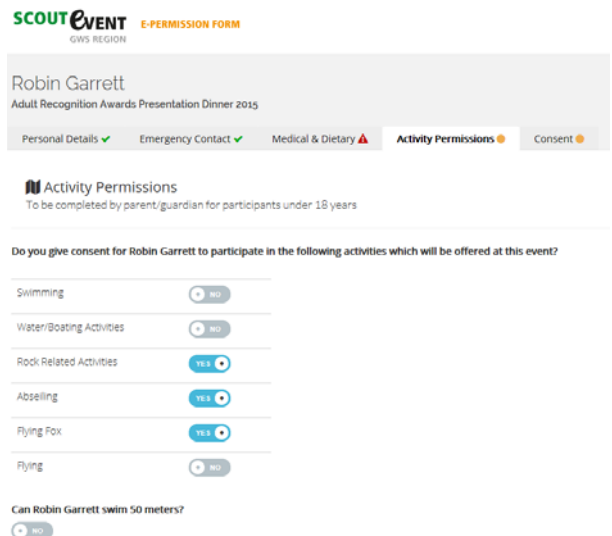 SCOUT event E-PERMISSION FORM
GWS REGION
Robin Garrett
Adult Recognition Awards Presentation Dinner 2015
Personal Details Emergency Contact Medical & Dietary Activity Permissions Consent
Activity Permissions
To be completed by parent/guardian for participants under 18 years
Do you give consent for Robin Garrett to participate in the following activities which will be offered at this event?
Swimming NO
Water/Boating Activities NO
Rock Related Activities YES
Abseiling YES
Flying Fox YES
Flying NO
Can Robin Garrett swim 50 meters?
NO